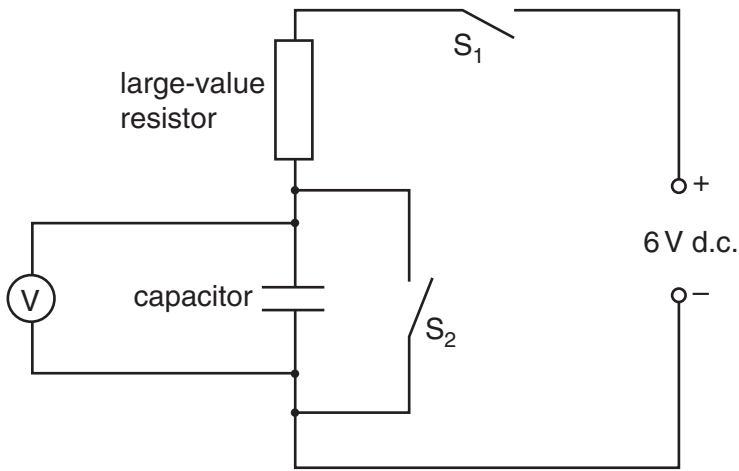 S₁
large-value
resistor
+
6 V d.c.
–
V
capacitor
S₂